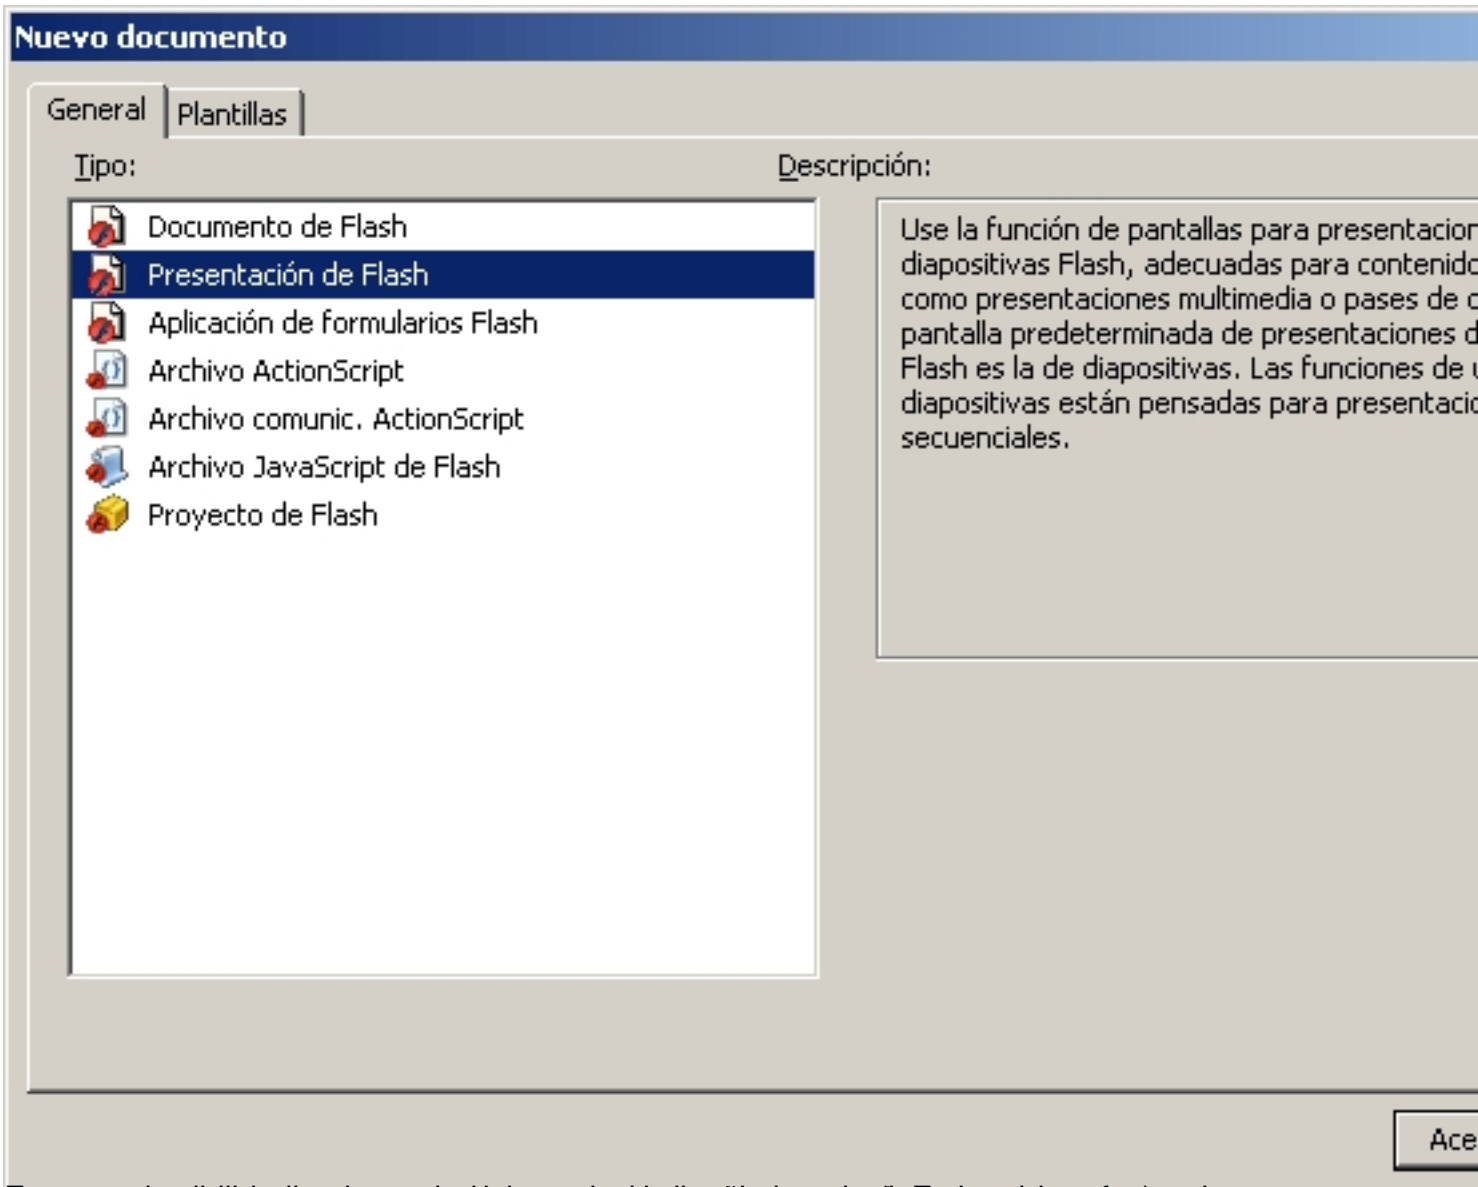 Nuevo documento
General
Plantillas
Tipo:
Descripción:
Documento de Flash
Presentación de Flash
Aplicación de formularios Flash
Archivo ActionScript
Archivo comunic. ActionScript
Archivo JavaScript de Flash
Proyecto de Flash
Use la función de pantallas para presentacion
diapositivas Flash, adecuadas para contenido
como presentaciones multimedia o pases de
pantalla predeterminada de presentaciones d
Flash es la de diapositivas. Las funciones de
diapositivas están pensadas para presentacio
secuenciales.
Ace